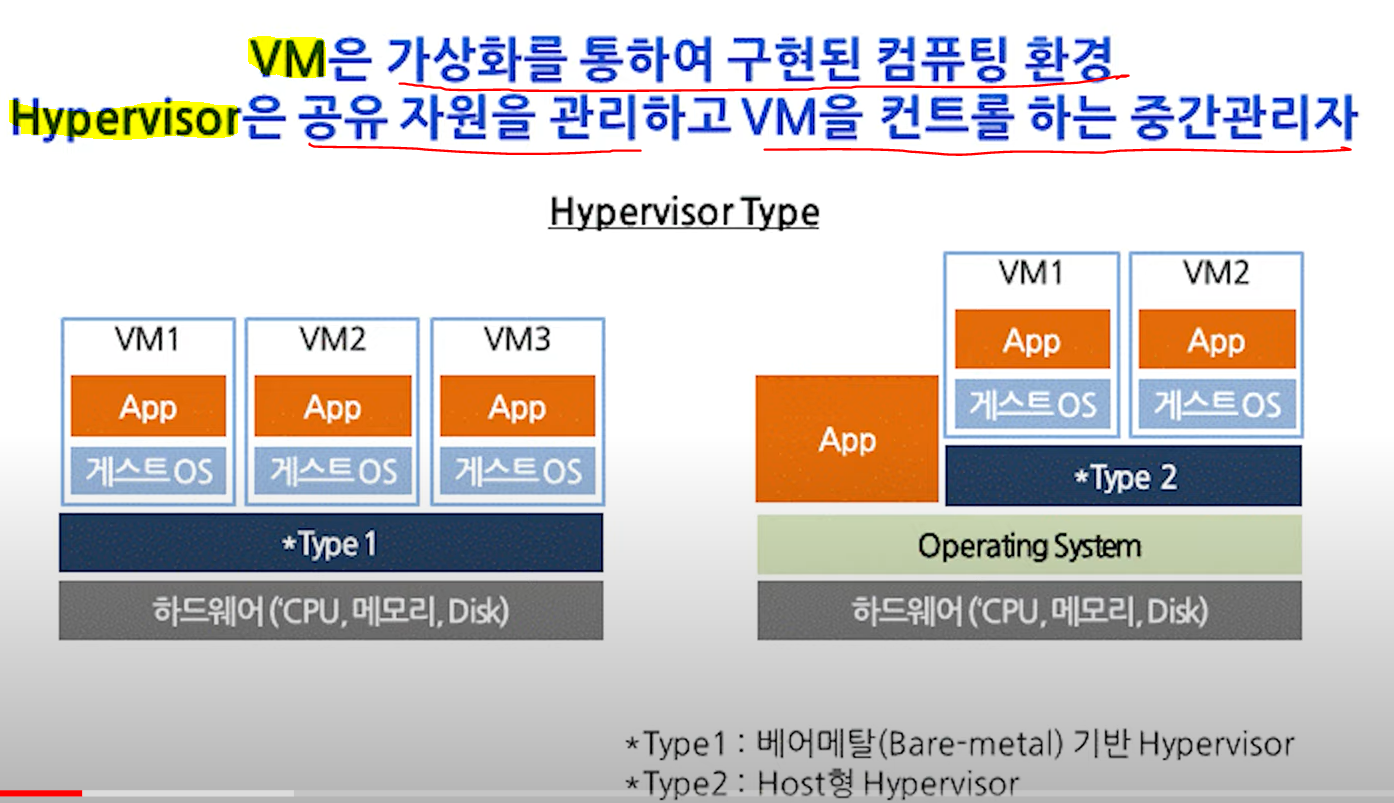 VM은 가상화를 통하여 구현된 컴퓨팅 환경
Hypervisor은 공유 자원을 관리하고 VM을 컨트롤 하는 중간관리자
Hypervisor Type
VM1
VM2
VM3
App
App
App
게스트 OS
게스트 OS
게스트 OS
*Type 1
하드웨어 (‘CPU, 메모리, Disk)
VM1
VM2
App
App
게스트 OS
게스트 OS
App
*Type 2
Operating System
하드웨어 (‘CPU, 메모리, Disk)
*Type1 : 베어메탈(Bare-metal) 기반 Hypervisor
*Type2 : Host형 Hypervisor